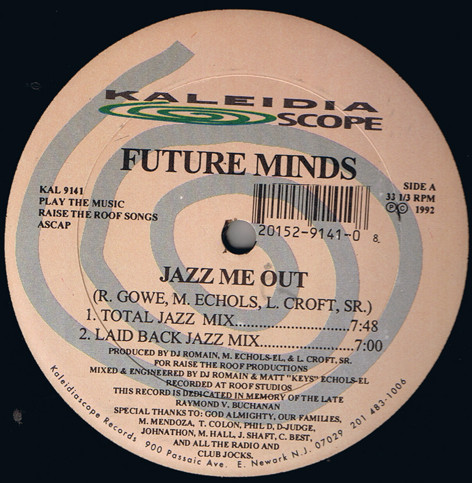 KALEIDIA
SCOPE
FUTURE MINDS
KAL 9141
PLAY THE MUSIC
RAISE THE ROOF SONGS
ASCAP
SIDE A
33 1/3 RPM
Ⓟ © 1992
20152-9141-0 8
JAZZ ME OUT
(R. GOWE, M. ECHOLS, L. CROFT, SR.)
1. TOTAL JAZZ MIX..............................7:48
2. LAID BACK JAZZ MIX.........................7:00
PRODUCED BY DJ ROMAIN, M. ECHOLS-EL, & L. CROFT, SR.
FOR RAISE THE ROOF PRODUCTIONS
MIXED & ENGINEERED BY DJ ROMAIN & MATT "KEYS" ECHOLS-EL
RECORDED AT ROOF STUDIOS
THIS RECORD IS DEDICATED IN MEMORY OF THE LATE
RAYMOND V. BUCHANAN
SPECIAL THANKS TO: GOD ALMIGHTY, OUR FAMILIES,
M. MENDOZA, T. COLON, PHIL D, D-JUDGE,
JOHNATHON, M. HALL, J. SHAFT, C. BEST,
AND ALL THE RADIO AND
CLUB JOCKS.
Kaleidiascope Records 900 Passaic Ave. E. Newark N.J. 07029 201 483-1006